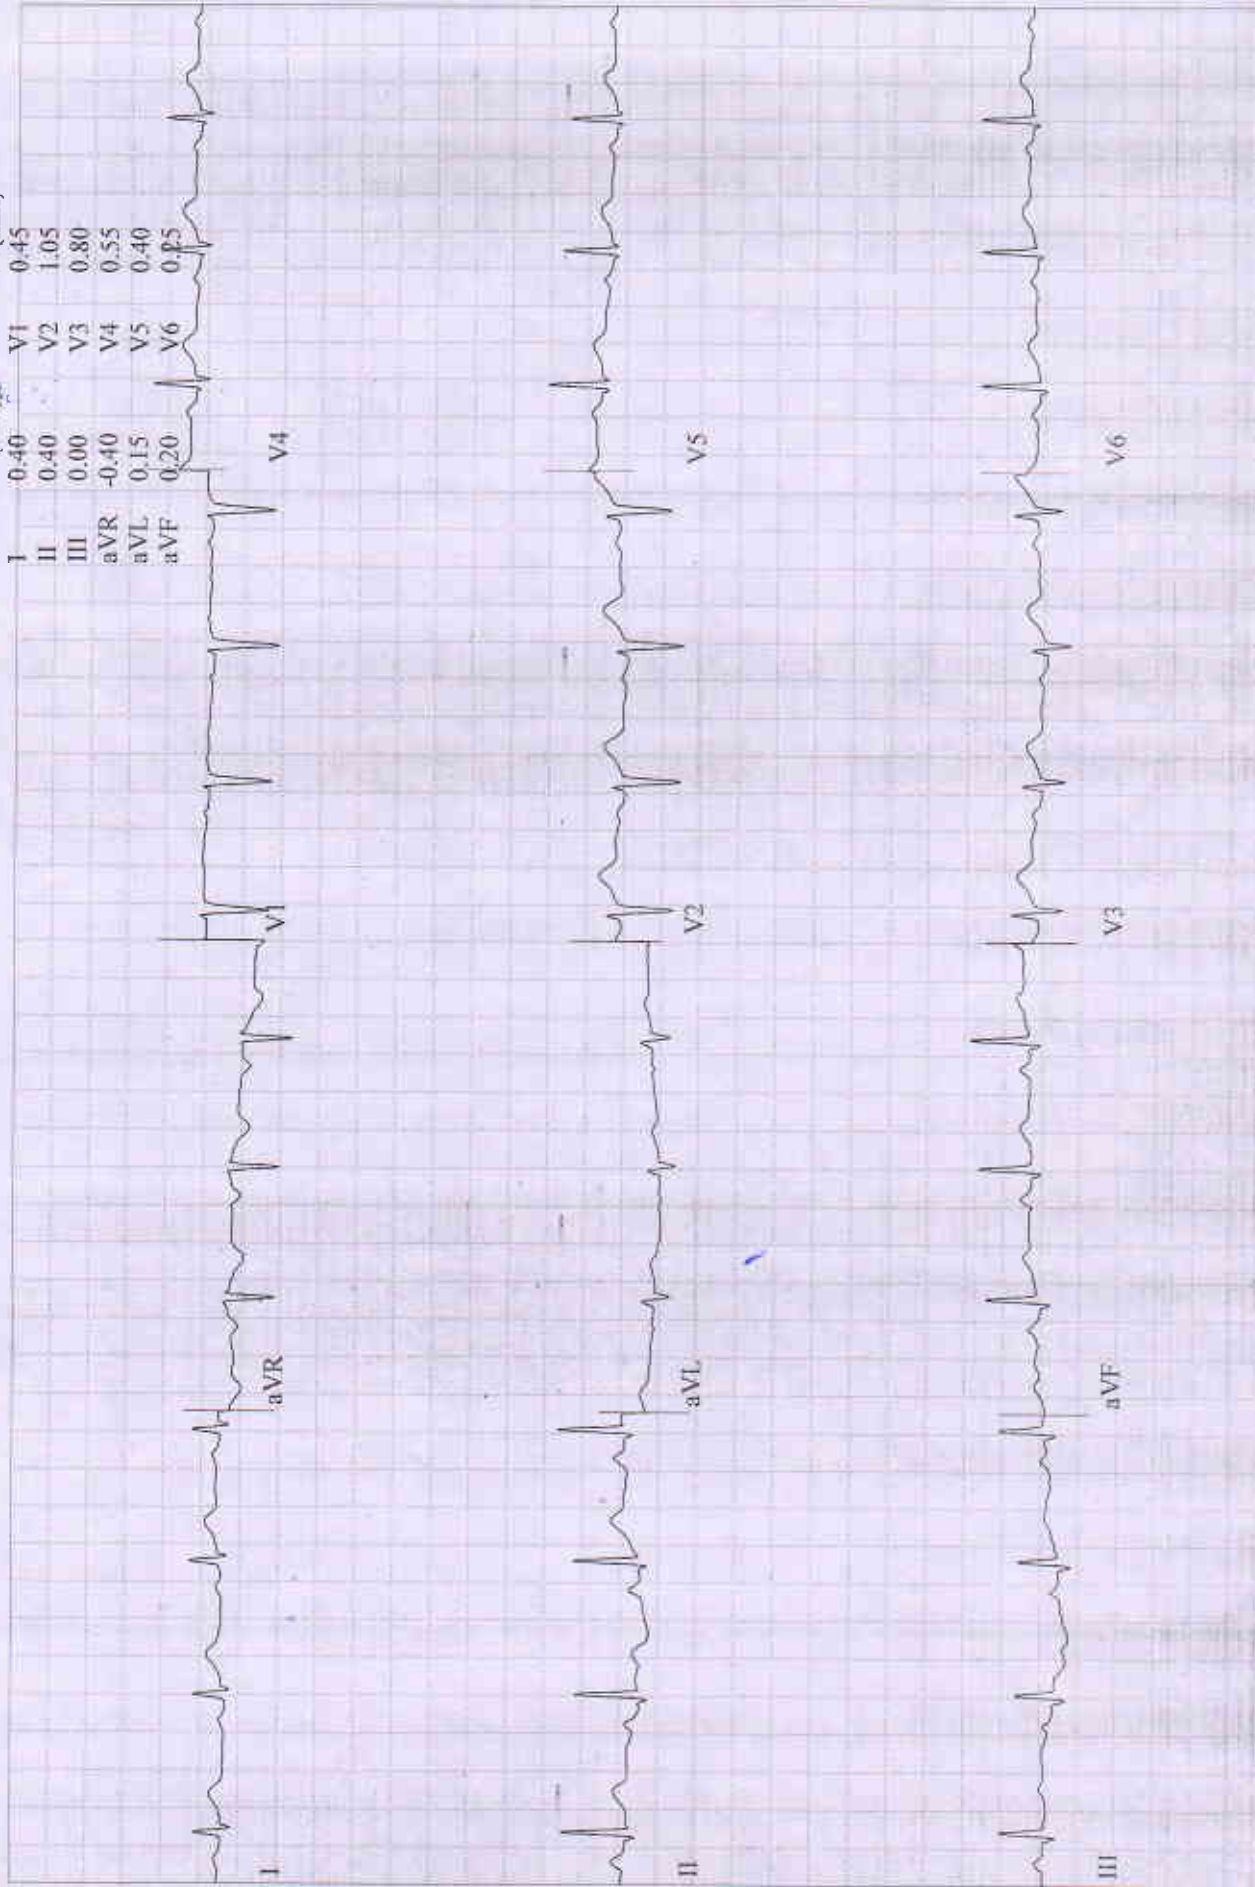 I 0.40 V1 0.45
II 0.40 V2 1.05
III 0.00 V3 0.80
aVR -0.40 V4 0.55
aVL 0.15 V5 0.40
aVF 0.20 V6 0.25
I aVR V1 V4
II aVL V2 V5
III aVF V3 V6